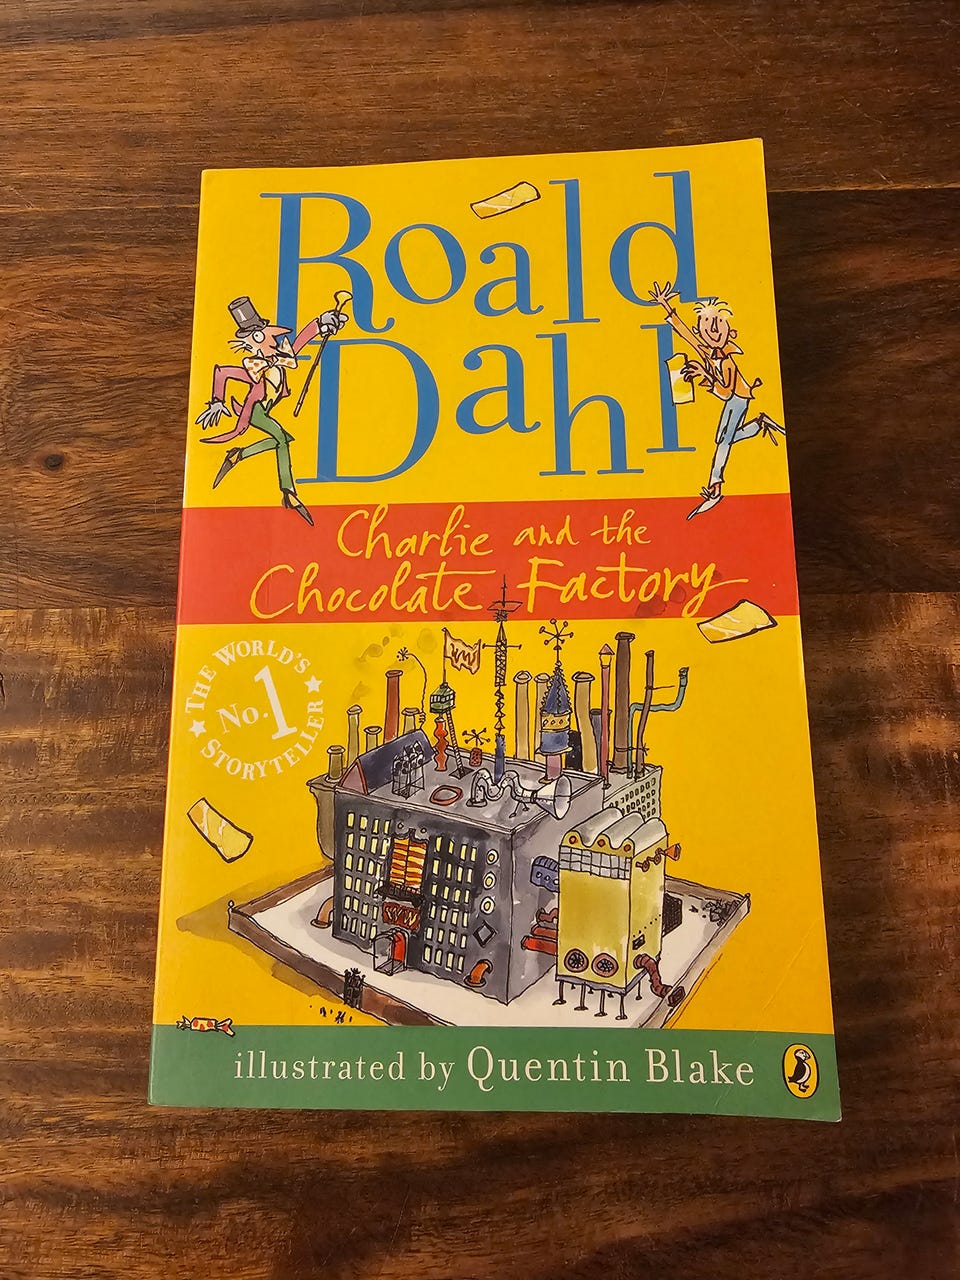 Roald
Dahl
Charlie and the
Chocolate Factory
THE WORLD'S
No.1
STORYTELLER
W
illustrated by Quentin Blake